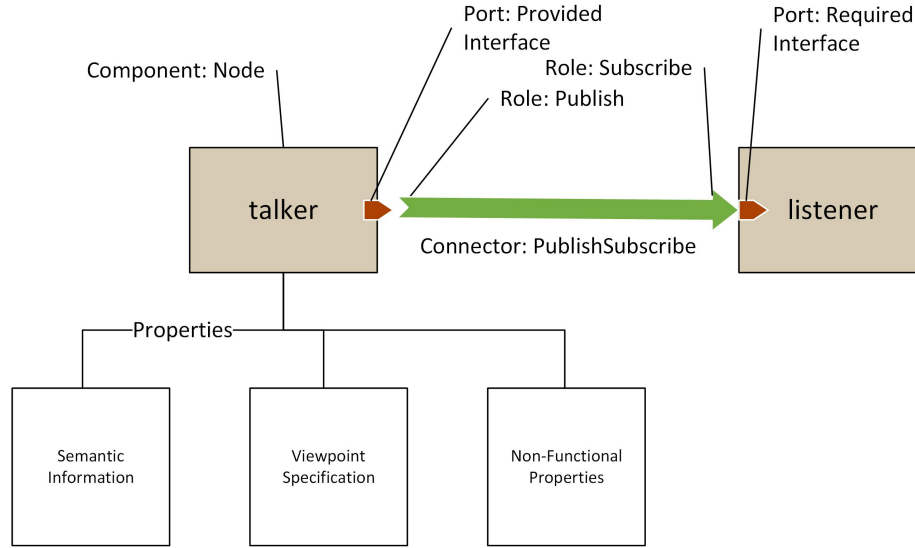 Port: Provided
Interface
Port: Required
Interface
Component: Node
Role: Subscribe
Role: Publish
talker
listener
Connector: PublishSubscribe
Properties
Semantic
Information
Viewpoint
Specification
Non-Functional
Properties